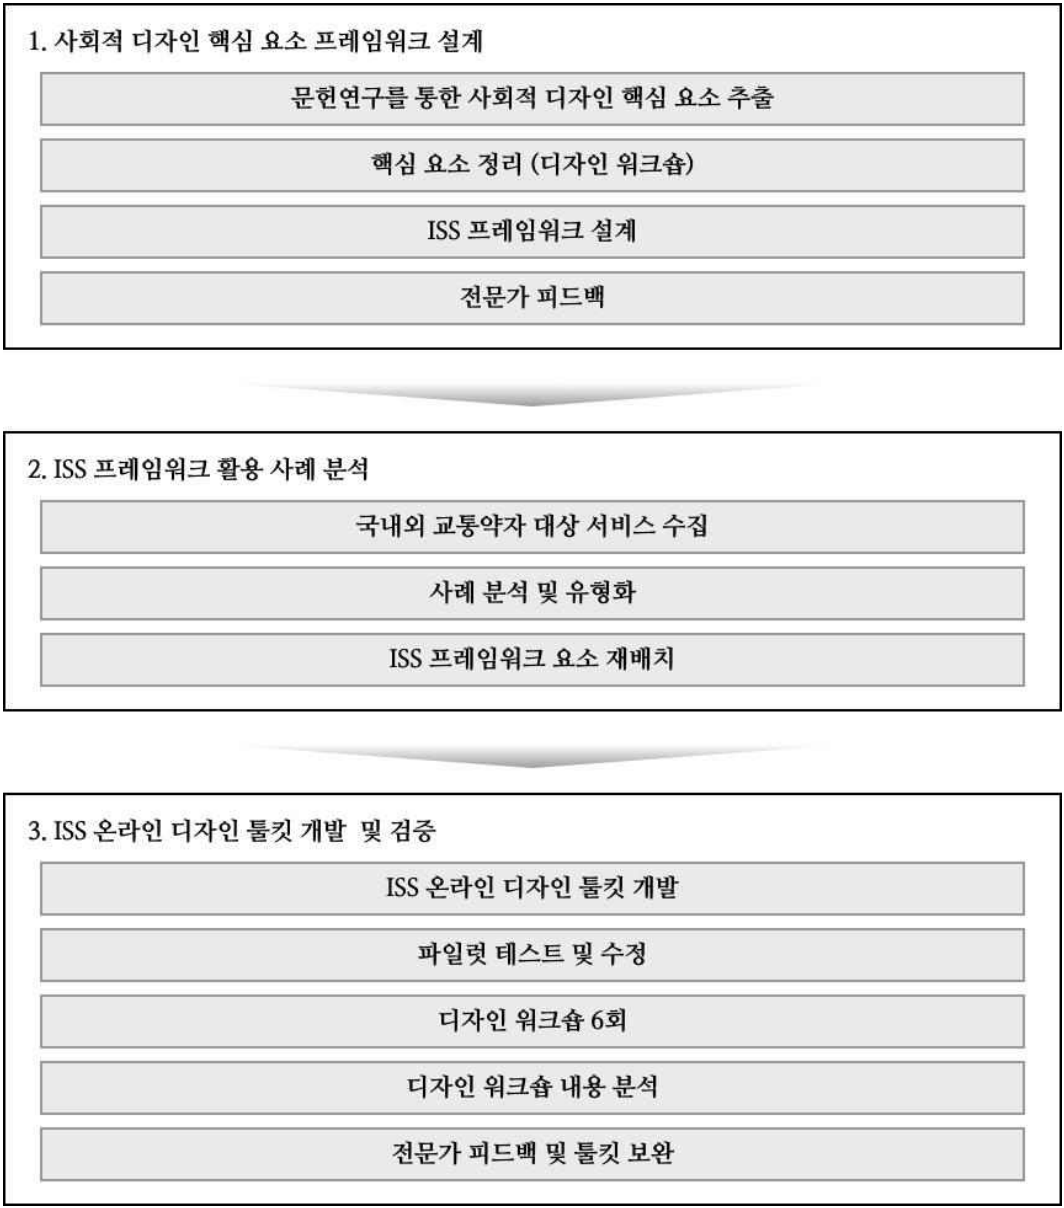 1. 사회적 디자인 핵심 요소 프레임워크 설계
문헌연구를 통한 사회적 디자인 핵심 요소 추출
핵심 요소 정리 (디자인 워크숍)
ISS 프레임워크 설계
전문가 피드백
2. ISS 프레임워크 활용 사례 분석
국내외 교통약자 대상 서비스 수집
사례 분석 및 유형화
ISS 프레임워크 요소 재배치
3. ISS 온라인 디자인 툴킷 개발 및 검증
ISS 온라인 디자인 툴킷 개발
파일럿 테스트 및 수정
디자인 워크숍 6회
디자인 워크숍 내용 분석
전문가 피드백 및 툴킷 보완